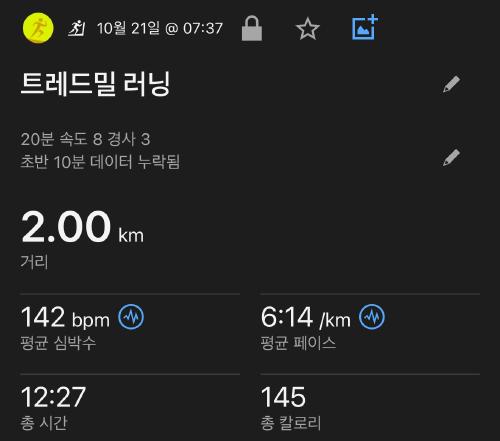 10월 21일 @ 07:37
트레드밀 러닝
20분 속도 8 경사 3
초반 10분 데이터 누락됨
2.00 km
거리
142 bpm 6:14 /km
평균 심박수 평균 페이스
12:27 145
총 시간 총 칼로리